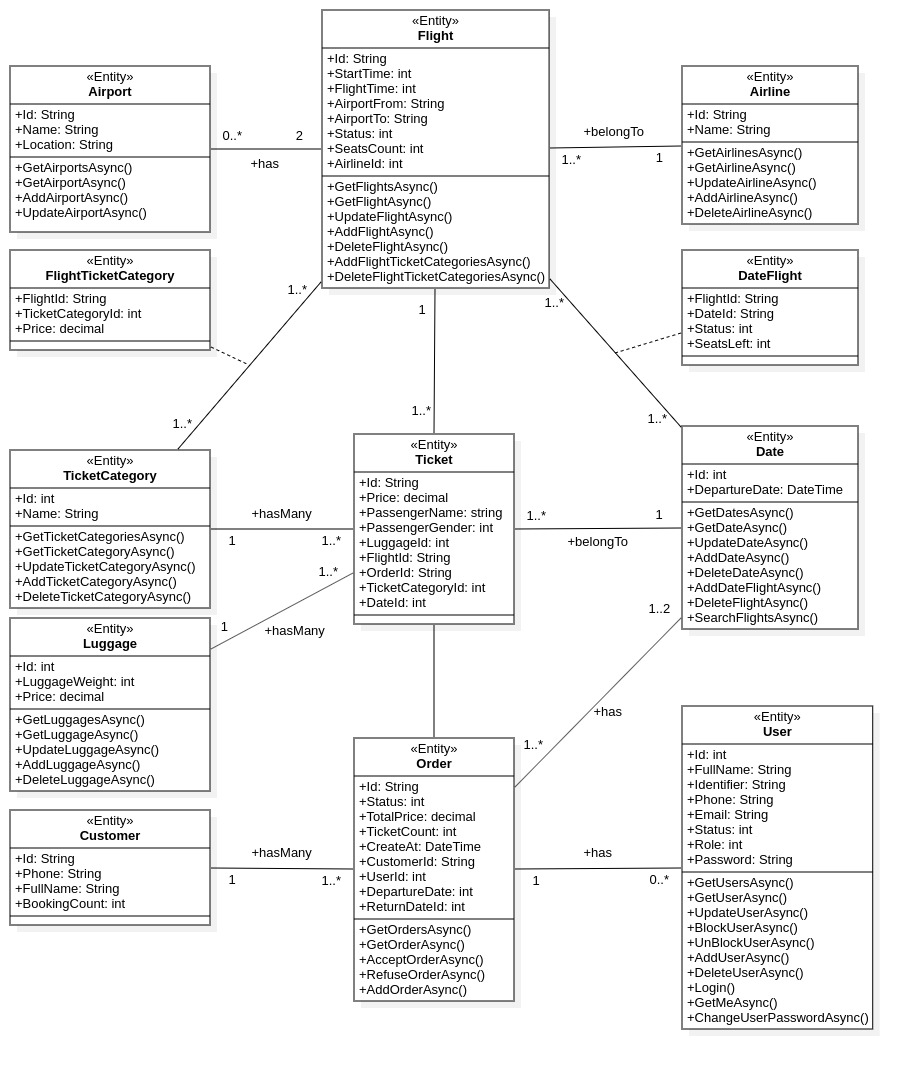 «Entity»
Flight
+Id: String
+StartTime: int
+FlightTime: int
+AirportFrom: String
+AirportTo: String
+Status: int
+SeatsCount: int
+AirlineId: int
+GetFlightsAsync()
+GetFlightAsync()
+UpdateFlightAsync()
+AddFlightAsync()
+DeleteFlightAsync()
+AddFlightTicketCategoriesAsync()
+DeleteFlightTicketCategoriesAsync()
«Entity»
Airport
+Id: String
+Name: String
+Location: String
+GetAirportsAsync()
+GetAirportAsync()
+AddAirportAsync()
+UpdateAirportAsync()
0..*
2
+has
«Entity»
Airline
+Id: String
+Name: String
+GetAirlinesAsync()
+GetAirlineAsync()
+UpdateAirlineAsync()
+AddAirlineAsync()
+DeleteAirlineAsync()
+belongTo
1..*
1
«Entity»
FlightTicketCategory
+FlightId: String
+TicketCategoryId: int
+Price: decimal
«Entity»
DateFlight
+FlightId: String
+DateId: String
+Status: int
+SeatsLeft: int
1..*
1
1..*
1..*
1..*
1..*
«Entity»
TicketCategory
+Id: int
+Name: String
+GetTicketCategoriesAsync()
+GetTicketCategoryAsync()
+UpdateTicketCategoryAsync()
+AddTicketCategoryAsync()
+DeleteTicketCategoryAsync()
+hasMany
1
1..*
«Entity»
Ticket
+Id: String
+Price: decimal
+PassengerName: string
+PassengerGender: int
+LuggageId: int
+FlightId: String
+OrderId: String
+TicketCategoryId: int
+DateId: int
1..*
1
+belongTo
«Entity»
Date
+Id: int
+DepartureDate: DateTime
+GetDatesAsync()
+GetDateAsync()
+UpdateDateAsync()
+AddDateAsync()
+DeleteDateAsync()
+AddDateFlightAsync()
+DeleteFlightAsync()
+SearchFlightsAsync()
1..*
1
+hasMany
1..2
+has
1..*
«Entity»
Luggage
+Id: int
+LuggageWeight: int
+Price: decimal
+GetLuggagesAsync()
+GetLuggageAsync()
+UpdateLuggageAsync()
+AddLuggageAsync()
+DeleteLuggageAsync()
«Entity»
Customer
+Id: String
+Phone: String
+FullName: String
+BookingCount: int
+hasMany
1
1..*
«Entity»
Order
+Id: String
+Status: int
+TotalPrice: decimal
+TicketCount: int
+CreateAt: DateTime
+CustomerId: String
+UserId: int
+DepartureDate: int
+ReturnDateId: int
+GetOrdersAsync()
+GetOrderAsync()
+AcceptOrderAsync()
+RefuseOrderAsync()
+AddOrderAsync()
+has
1
0..*
«Entity»
User
+Id: int
+FullName: String
+Identifier: String
+Phone: String
+Email: String
+Status: int
+Role: int
+Password: String
+GetUsersAsync()
+GetUserAsync()
+UpdateUserAsync()
+BlockUserAsync()
+UnBlockUserAsync()
+AddUserAsync()
+DeleteUserAsync()
+Login()
+GetMeAsync()
+ChangeUserPasswordAsync()